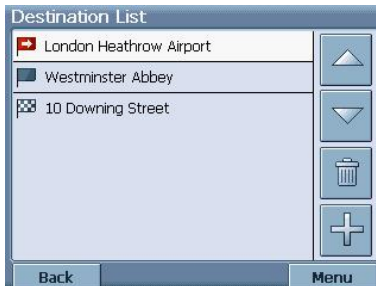 Destination List
London Heathrow Airport
Westminster Abbey
10 Downing Street
Back
Menu